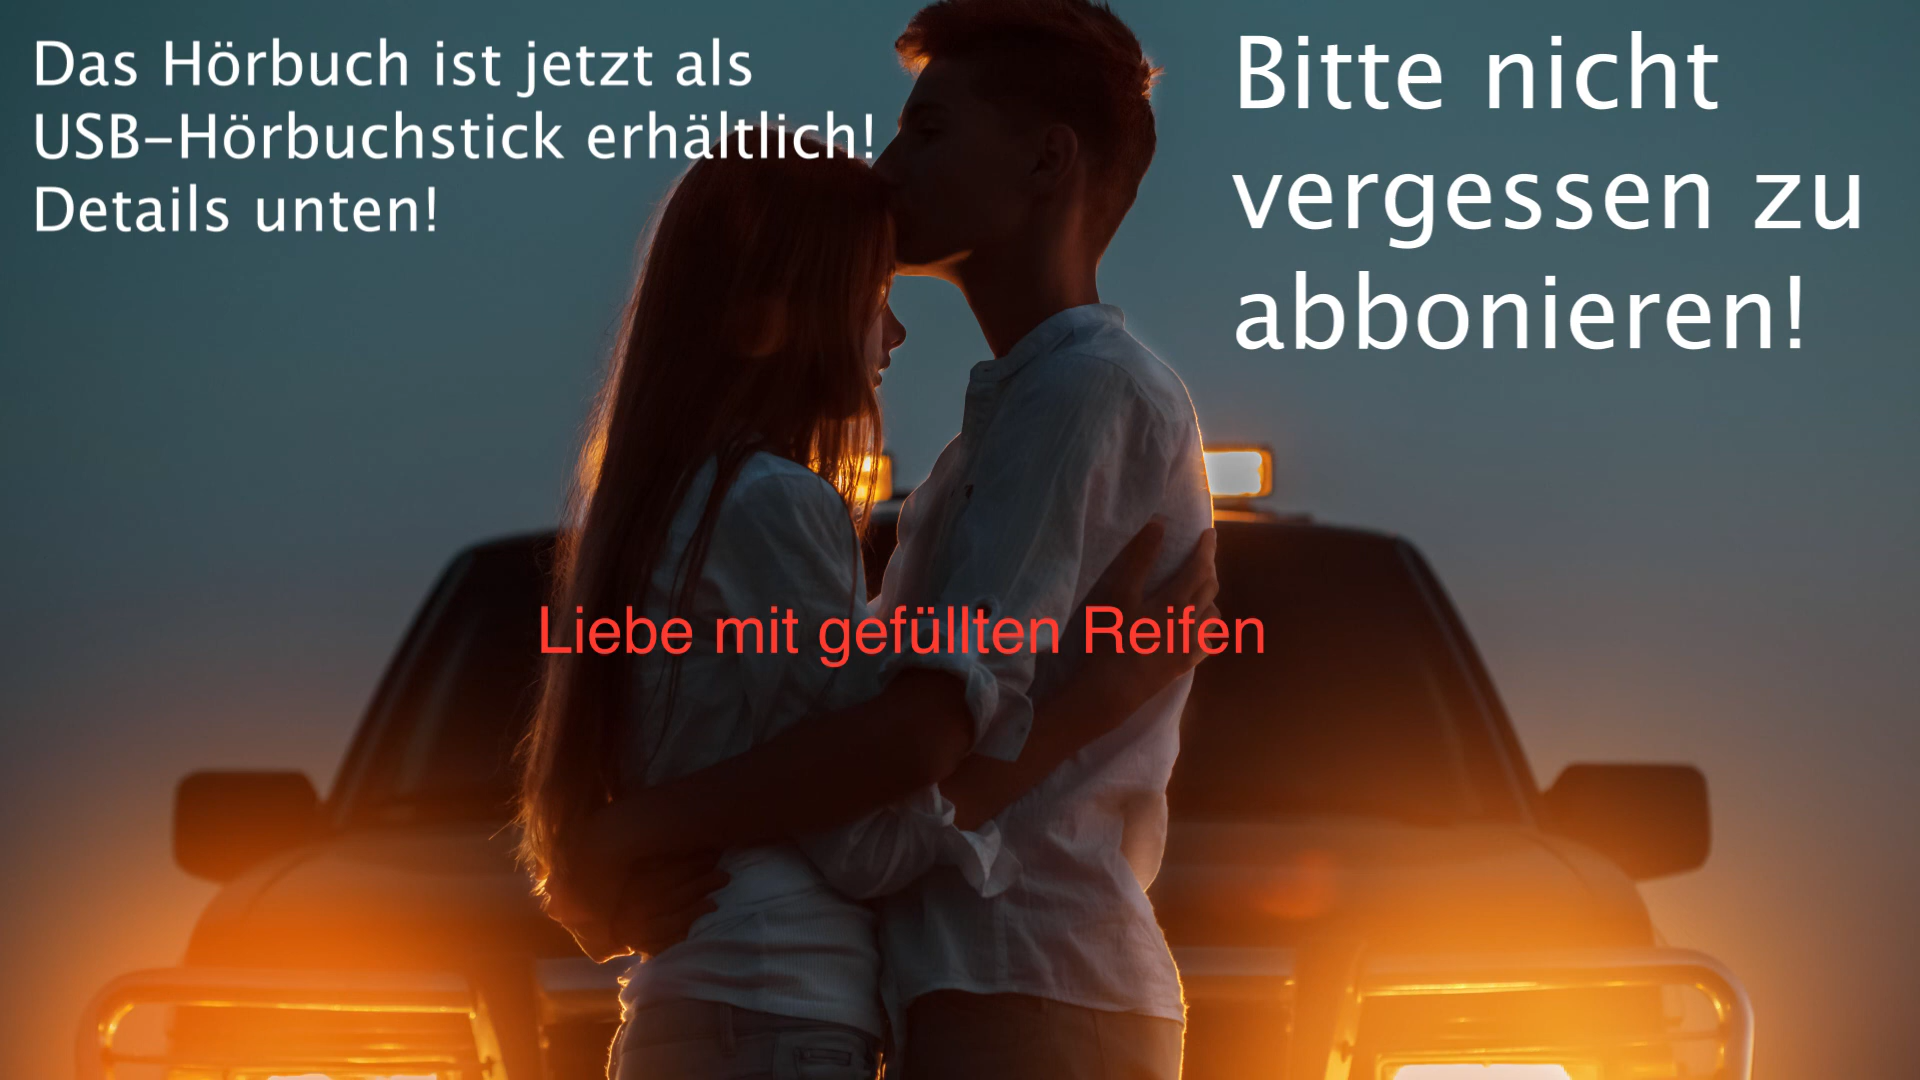 Das Hörbuch ist jetzt als
USB-Hörbuchstick erhältlich!
Details unten!
Bitte nicht
vergessen zu
abbonieren!
Liebe mit gefüllten Reifen